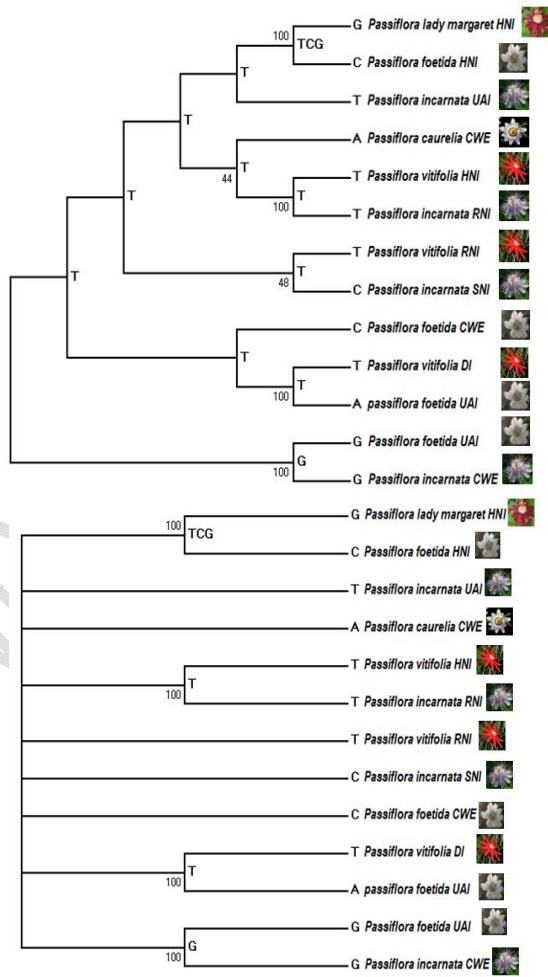 G Passiflora lady margaret HNI
100
TCG
C Passiflora foetida HNI
T
T Passiflora incarnata UAI
T
A Passiflora caurelia CWE
T
44
T Passiflora vitifolia HNI
T
100
T Passiflora incarnata RNI
T
T Passiflora vitifolia RNI
T
48
C Passiflora incarnata SNI
T
C Passiflora foetida CWE
T
T Passiflora vitifolia DI
T
100
A passiflora foetida UAI
G Passiflora foetida UAI
G
100
G Passiflora incarnata CWE
G Passiflora lady margaret HNI
100
TCG
C Passiflora foetida HNI
T Passiflora incarnata UAI
A Passiflora caurelia CWE
T Passiflora vitifolia HNI
T
100
T Passiflora incarnata RNI
T Passiflora vitifolia RNI
C Passiflora incarnata SNI
C Passiflora foetida CWE
T Passiflora vitifolia DI
T
100
A passiflora foetida UAI
G Passiflora foetida UAI
G
100
G Passiflora incarnata CWE